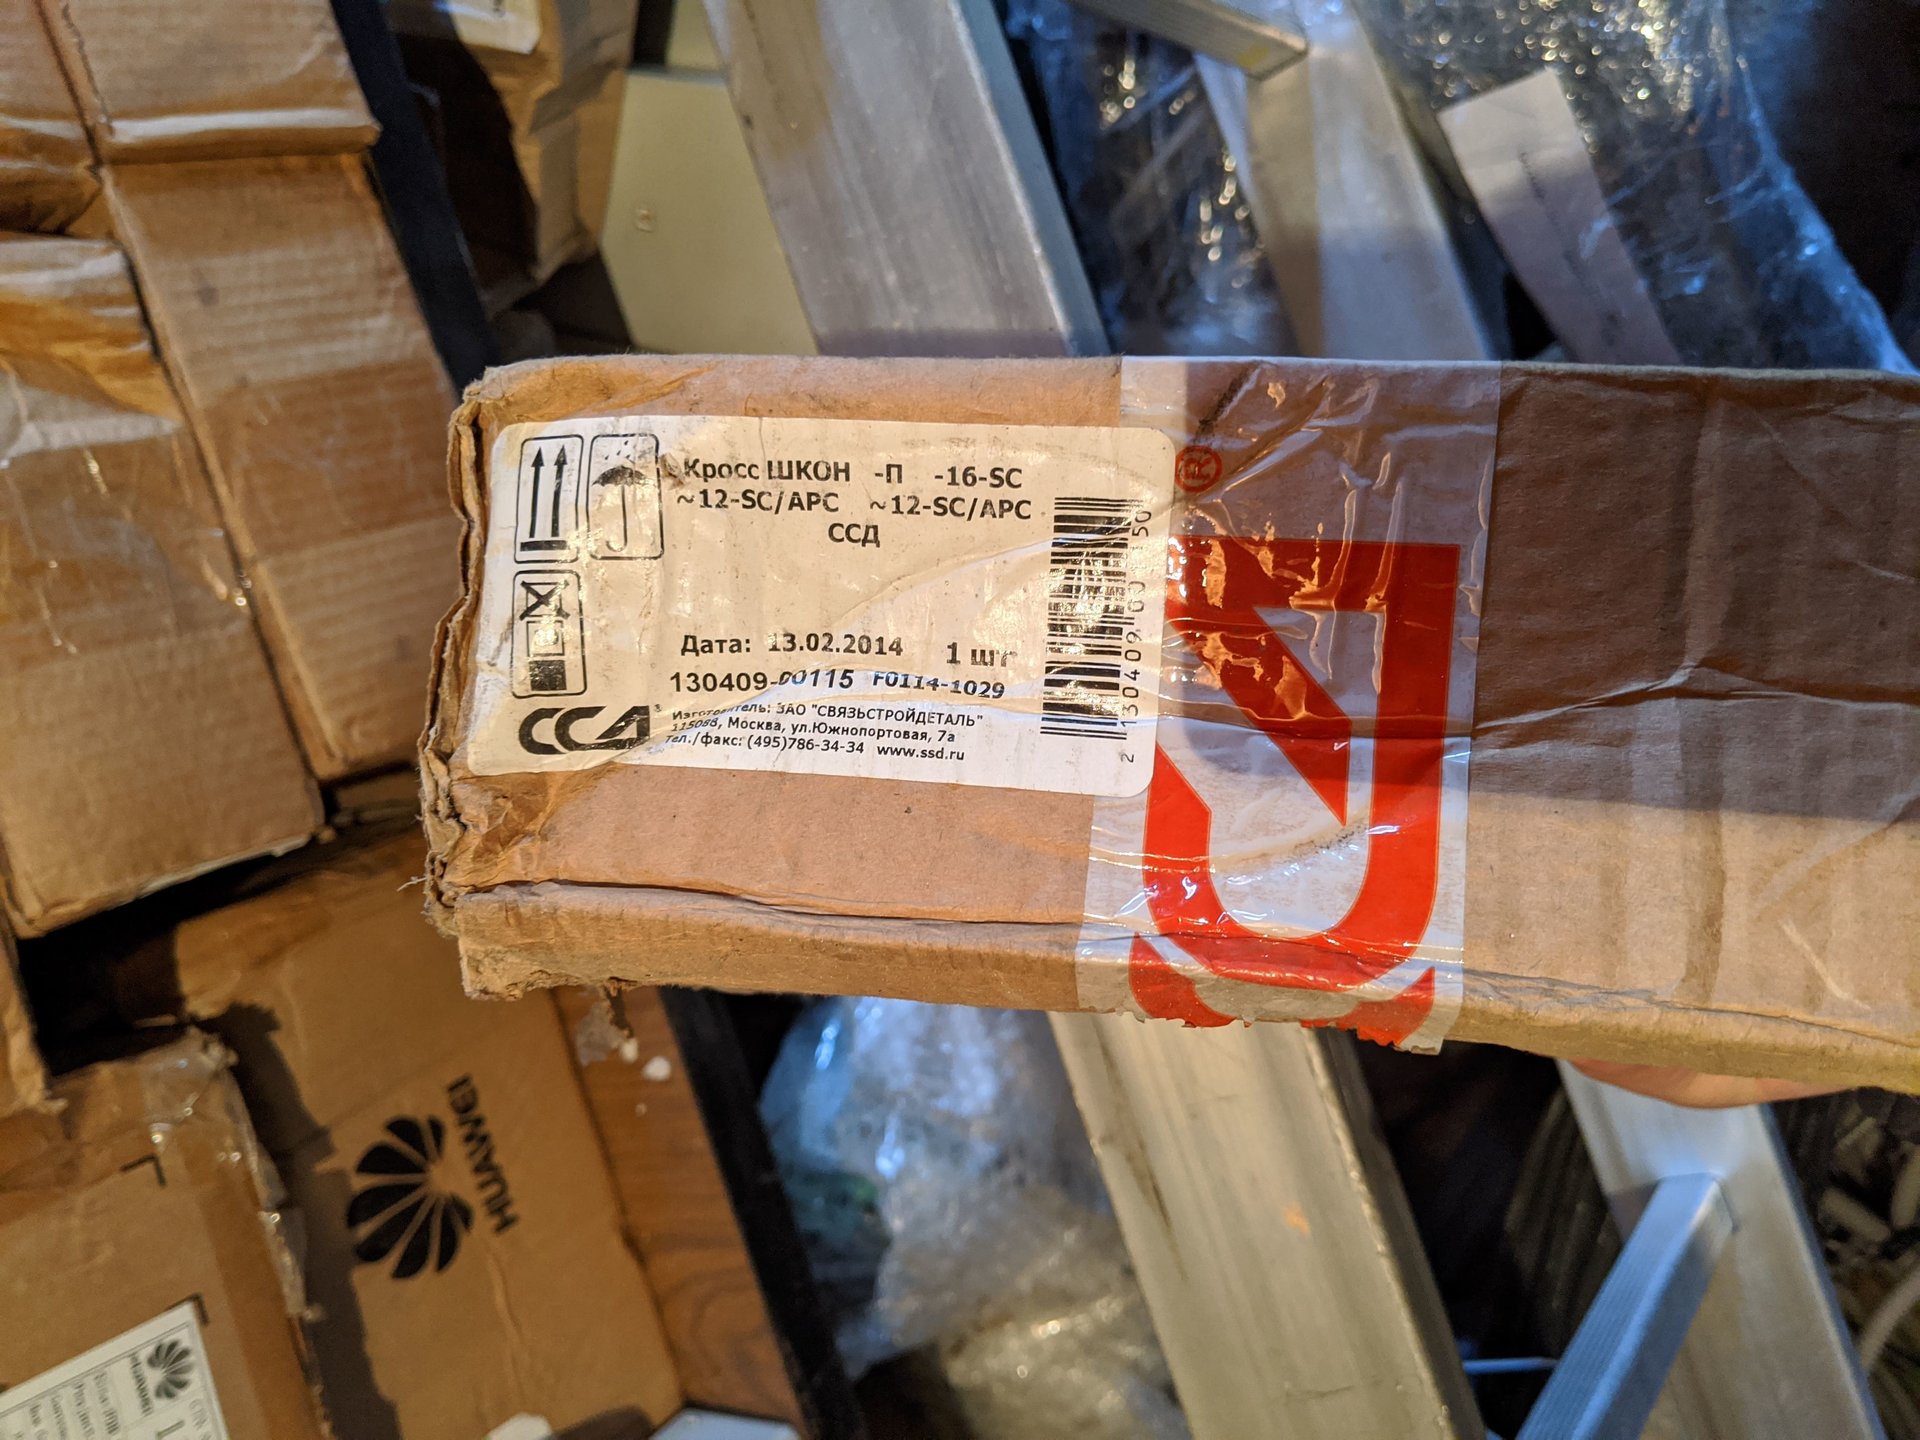 Кросс ШКОН -П -16-SC
~12-SC/APC ~12-SC/APC
ССД
Дата: 13.02.2014 1 шт
130409-00115 F0114-1029
ССД
Изготовитель: ЗАО "СВЯЗЬСТРОЙДЕТАЛЬ"
115088, Москва, ул.Южнопортовая, 7а
тел./факс: (495)786-34-34 www.ssd.ru
®
HUAWEI